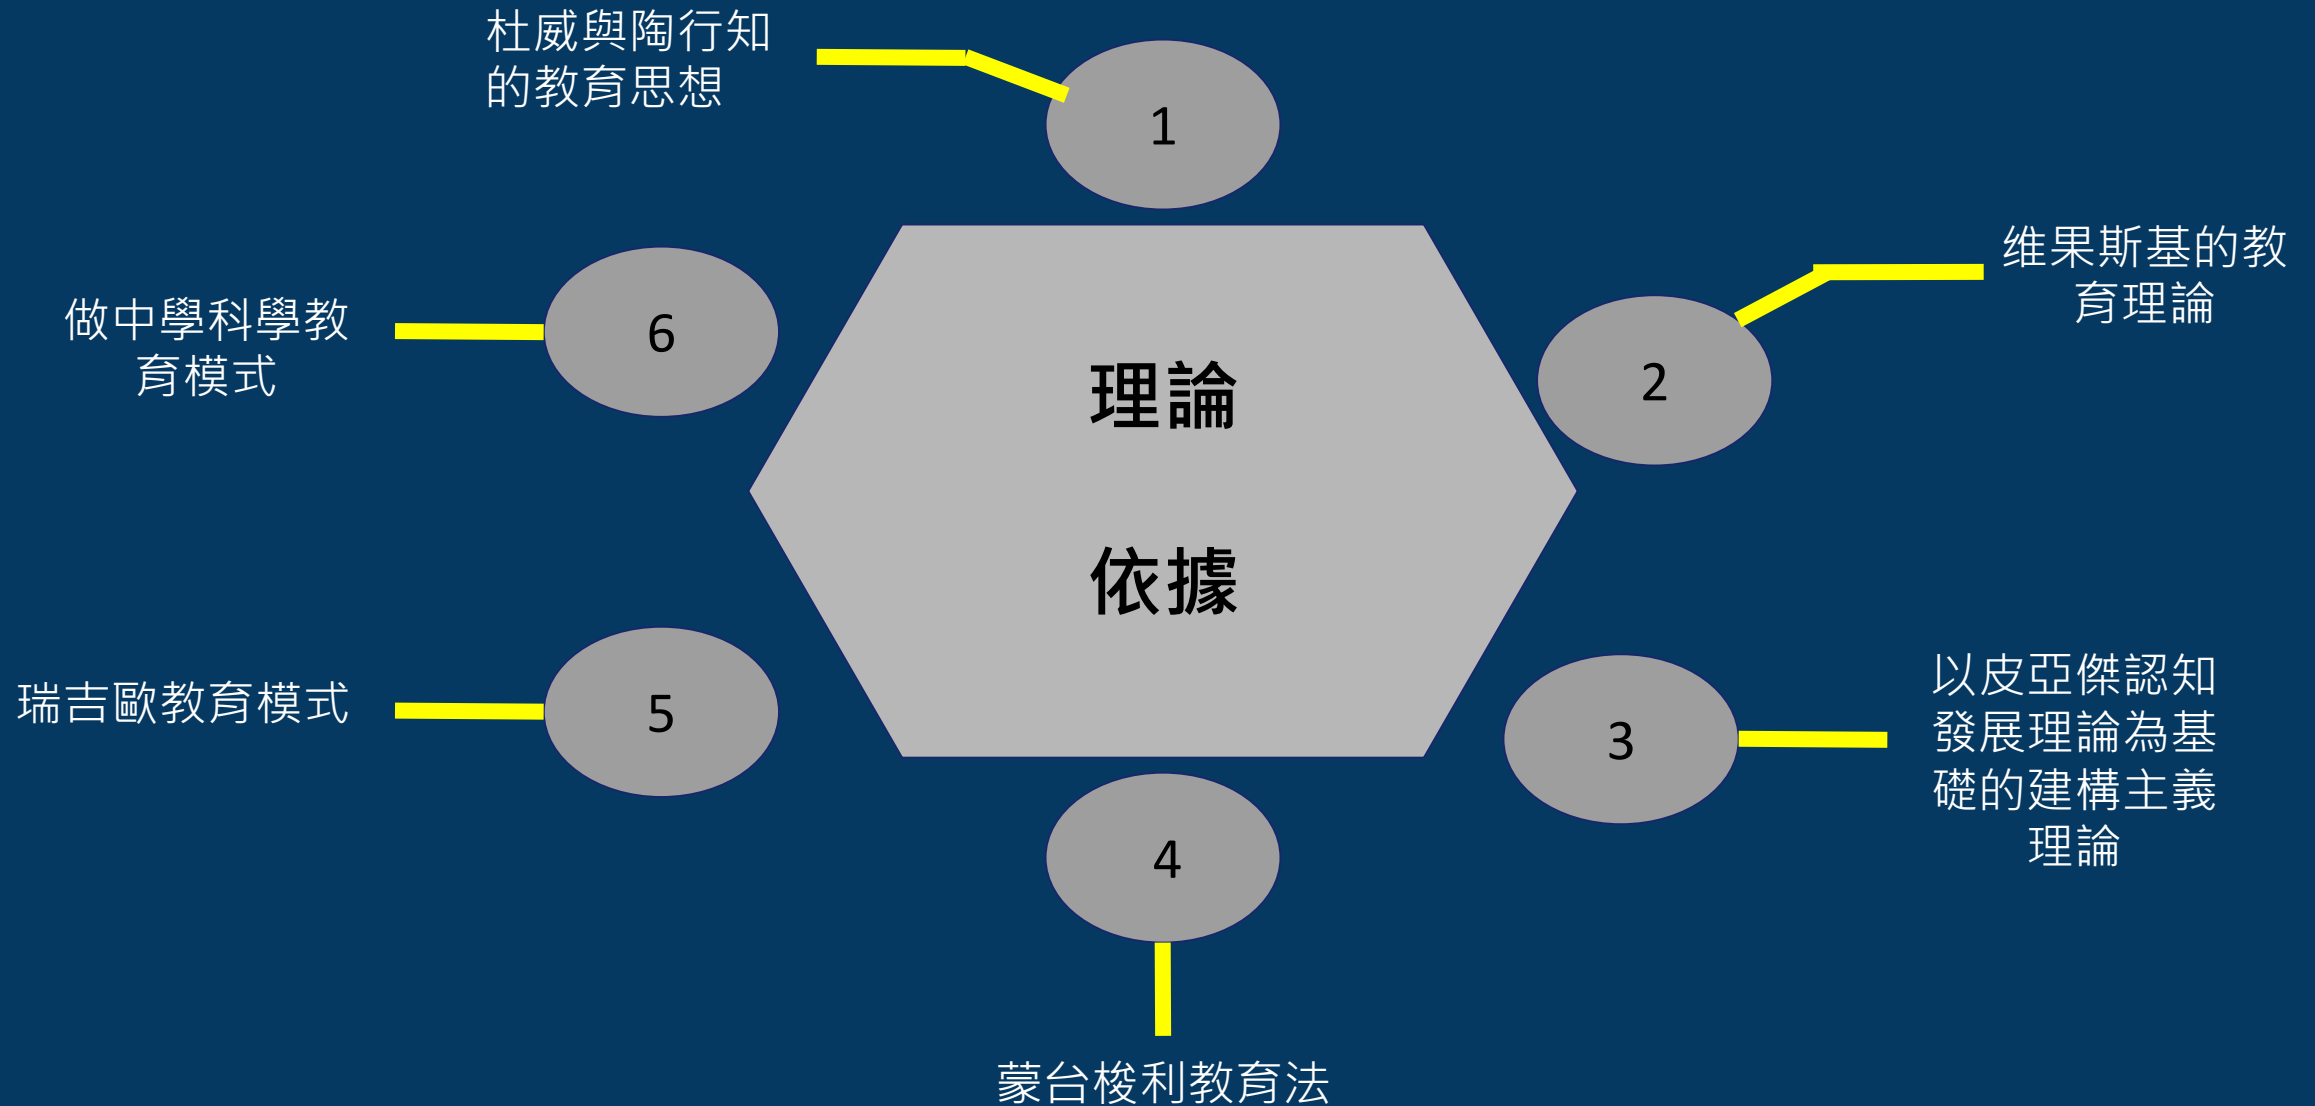 杜威與陶行知
的教育思想
1
维果斯基的教
育理論
2
做中學科學教
育模式
6
理論
依據
以皮亞傑認知
發展理論為基
礎的建構主義
理論
3
瑞吉歐教育模式
5
4
蒙台梭利教育法